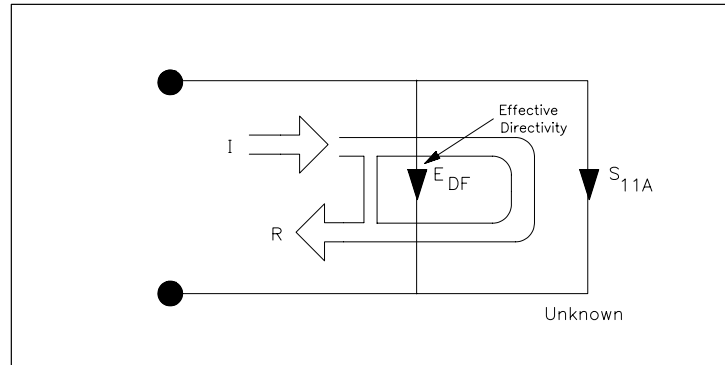 Effective
Directivity
I
E DF
S 11A
R
Unknown